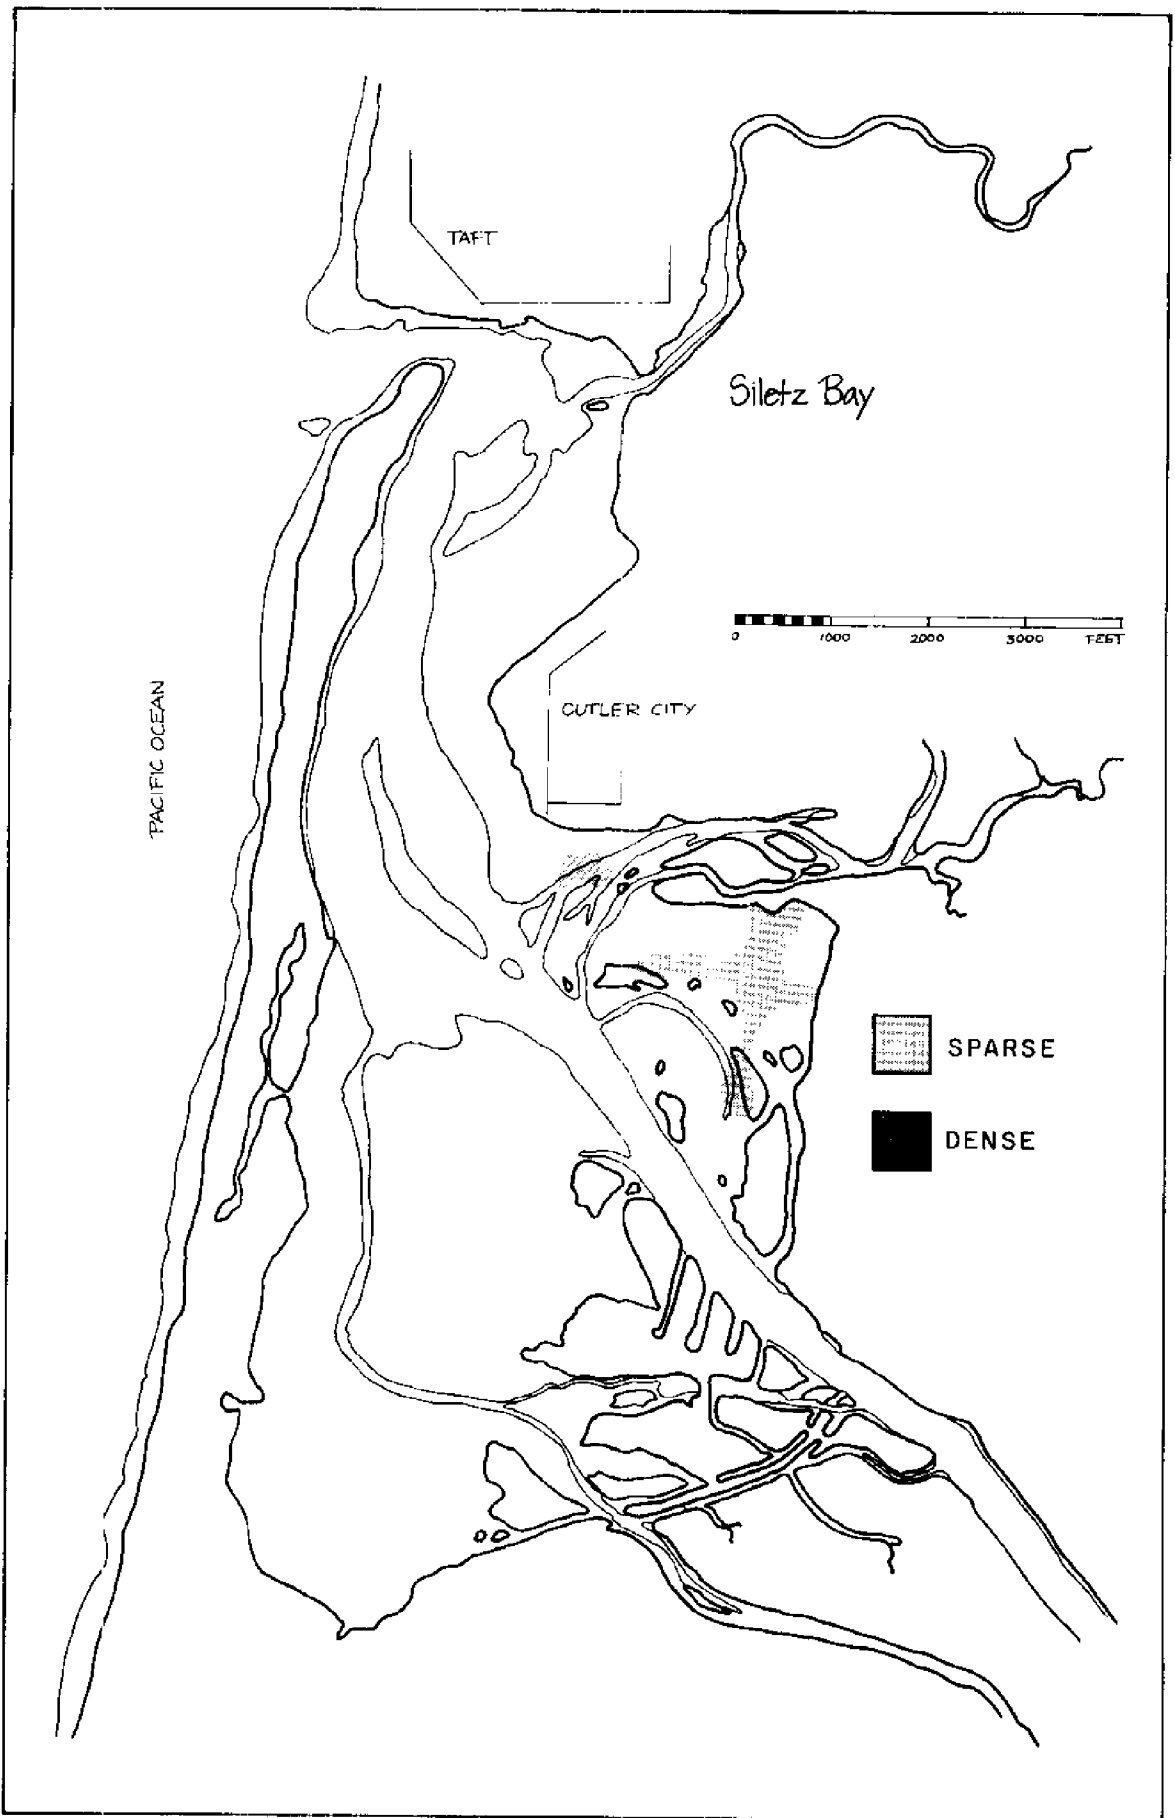 TAFT
Siletz Bay
0 1000 2000 3000 FEET
CUTLER CITY
PACIFIC OCEAN
SPARSE
DENSE